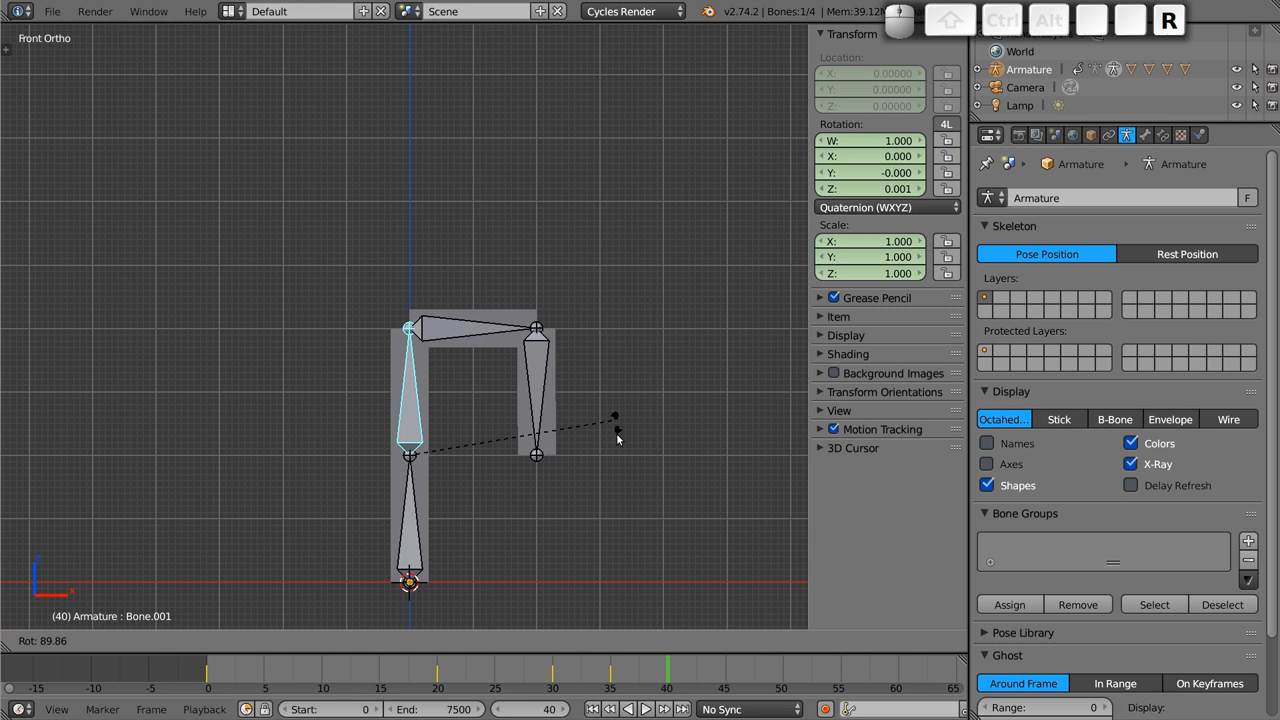 File Render Window Help Default Scene Cycles Render v2.74.2 | Bones:1/4 | Mem:39.12
Ctrl Alt R
Front Ortho
Transform
Location:
X: 0.00000
Y: 0.00000
Z: 0.00000
Rotation: 4L
W: 1.000
X: 0.000
Y: -0.000
Z: 0.001
Quaternion (WXYZ)
Scale:
X: 1.000
Y: 1.000
Z: 1.000
Grease Pencil
Item
Display
Shading
Background Images
Transform Orientations
View
Motion Tracking
3D Cursor
World
Armature
Camera
Lamp
Armature Armature
Armature F
Skeleton
Pose Position Rest Position
Layers:
Protected Layers:
Display
Octahed... Stick B-Bone Envelope Wire
Names Colors
Axes X-Ray
Shapes Delay Refresh
Bone Groups
Assign Remove Select Deselect
Pose Library
Ghost
Around Frame In Range On Keyframes
Range: 0 Display:
z
x
(40) Armature : Bone.001
Rot: 89.86
-15 -10 -5 0 5 10 15 20 25 30 35 40 45 50 55 60 65
View Marker Frame Playback Start: 0 End: 7500 40 No Sync